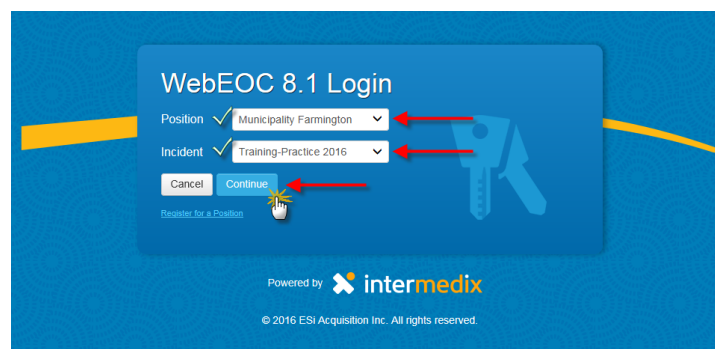 WebEOC 8.1 Login
Position Municipality Farmington
Incident Training-Practice 2016
Cancel Continue
Register for a Position
Powered by intermedix
© 2016 ESi Acquisition Inc. All rights reserved.